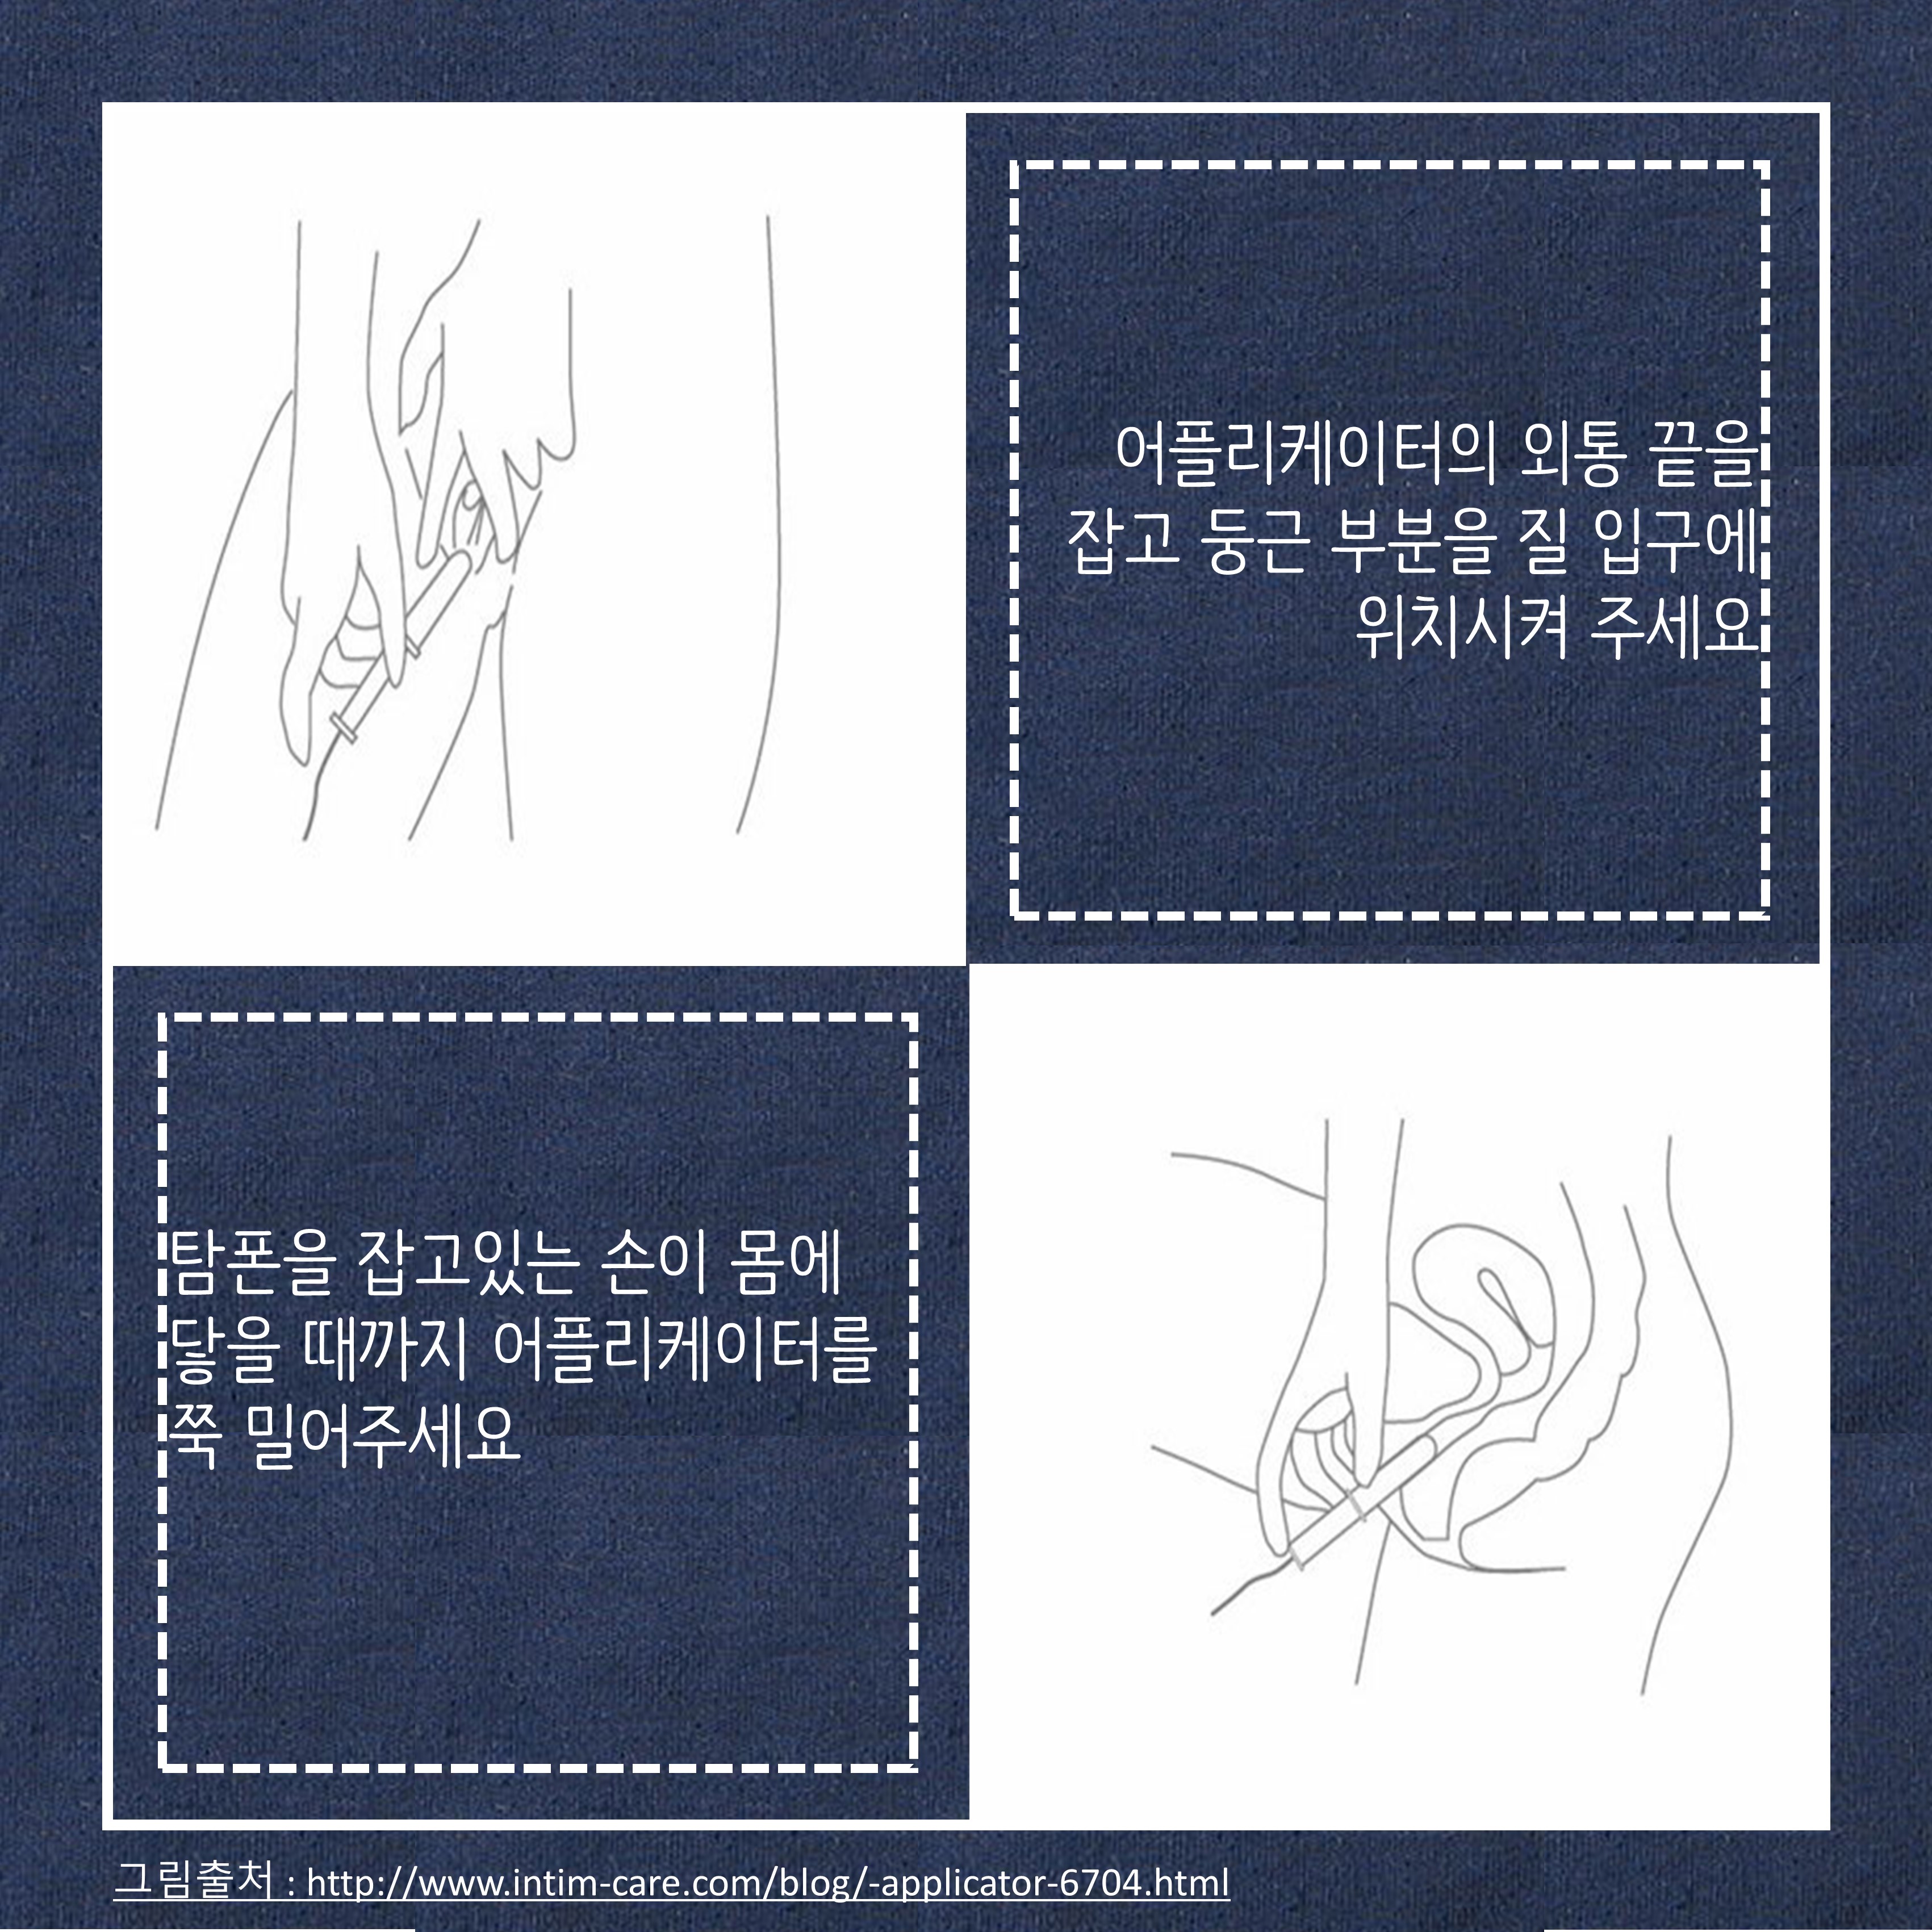 어플리케이터의 외통 끝을
잡고 둥근 부분을 질 입구에
위치시켜 주세요
탐폰을 잡고있는 손이 몸에
닿을 때까지 어플리케이터를
쭉 밀어주세요
그림출처 : http://www.intim-care.com/blog/-applicator-6704.html